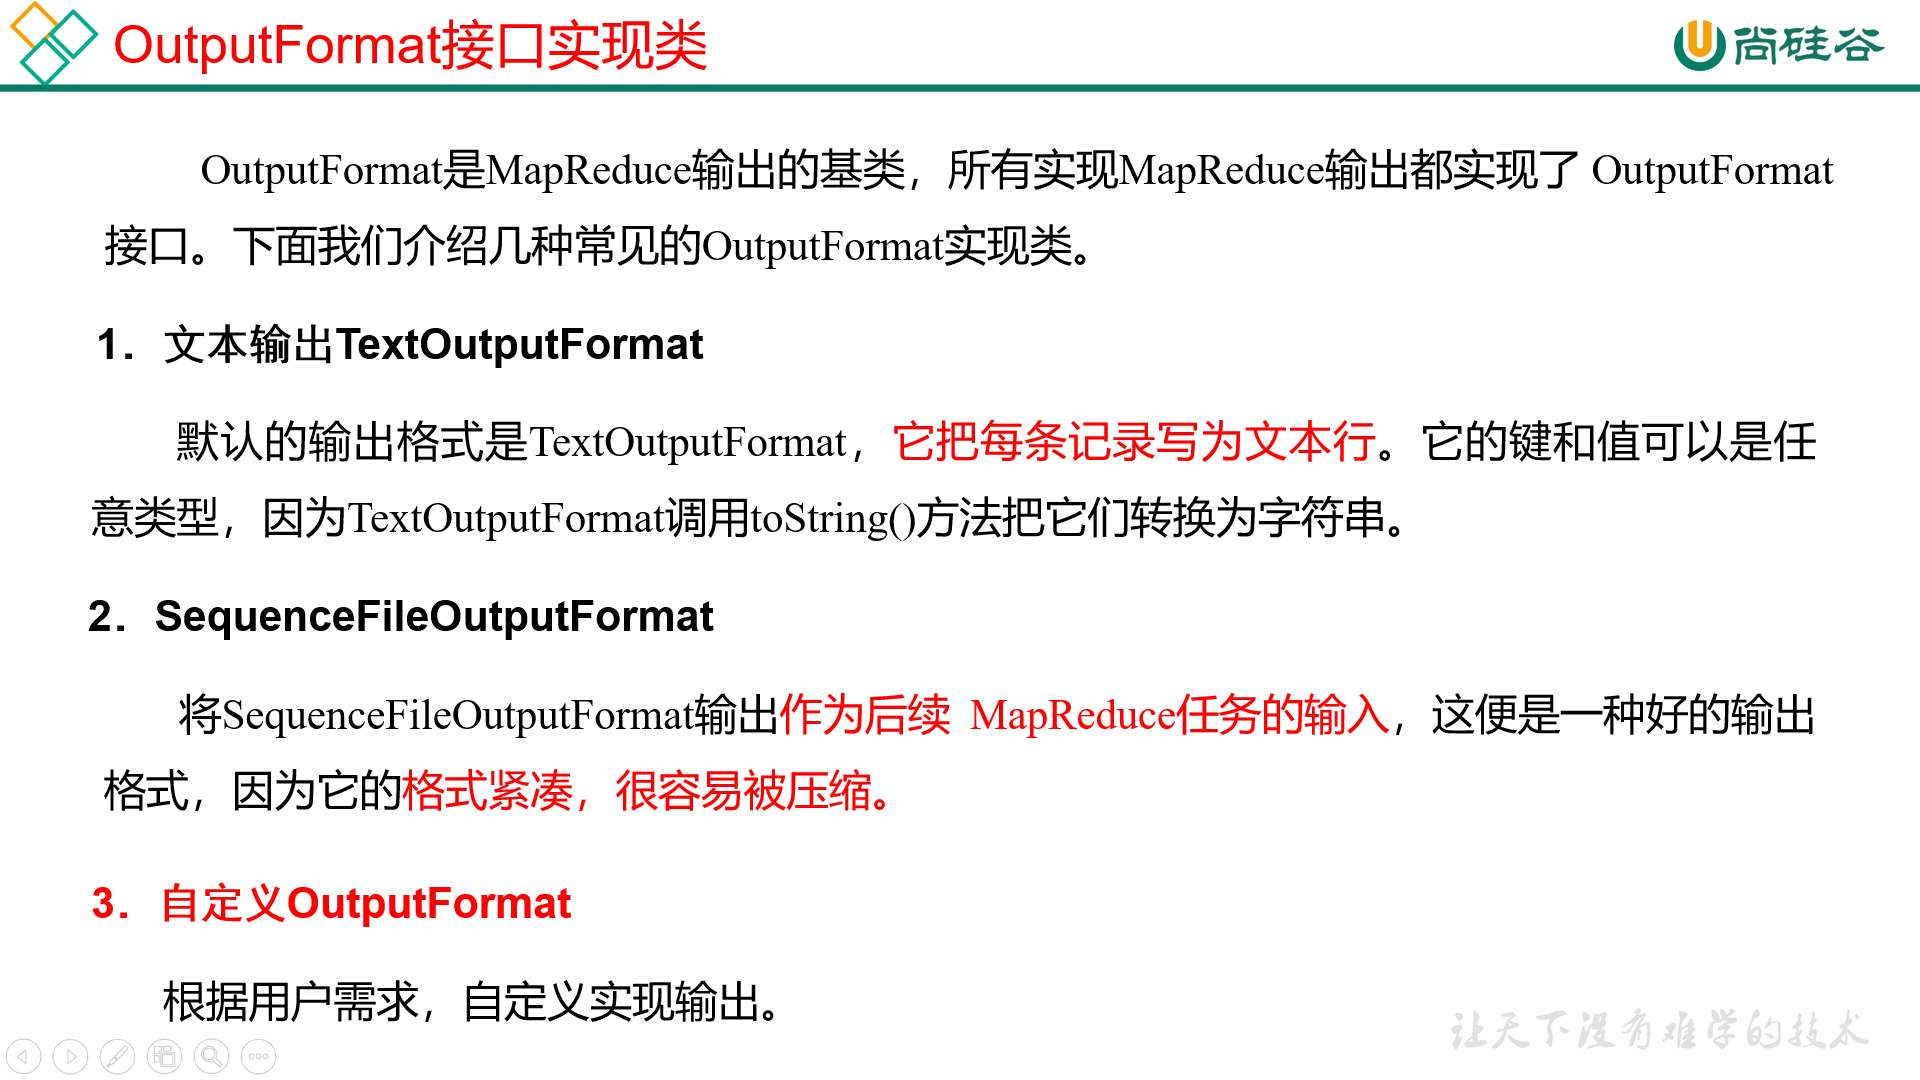 OutputFormat接口实现类
尚硅谷
OutputFormat是MapReduce输出的基类，所有实现MapReduce输出都实现了 OutputFormat
接口。下面我们介绍几种常见的OutputFormat实现类。
1．文本输出TextOutputFormat
默认的输出格式是TextOutputFormat，它把每条记录写为文本行。它的键和值可以是任
意类型，因为TextOutputFormat调用toString()方法把它们转换为字符串。
2．SequenceFileOutputFormat
将SequenceFileOutputFormat输出作为后续 MapReduce任务的输入，这便是一种好的输出
格式，因为它的格式紧凑，很容易被压缩。
3．自定义OutputFormat
根据用户需求，自定义实现输出。
让天下没有难学的技术